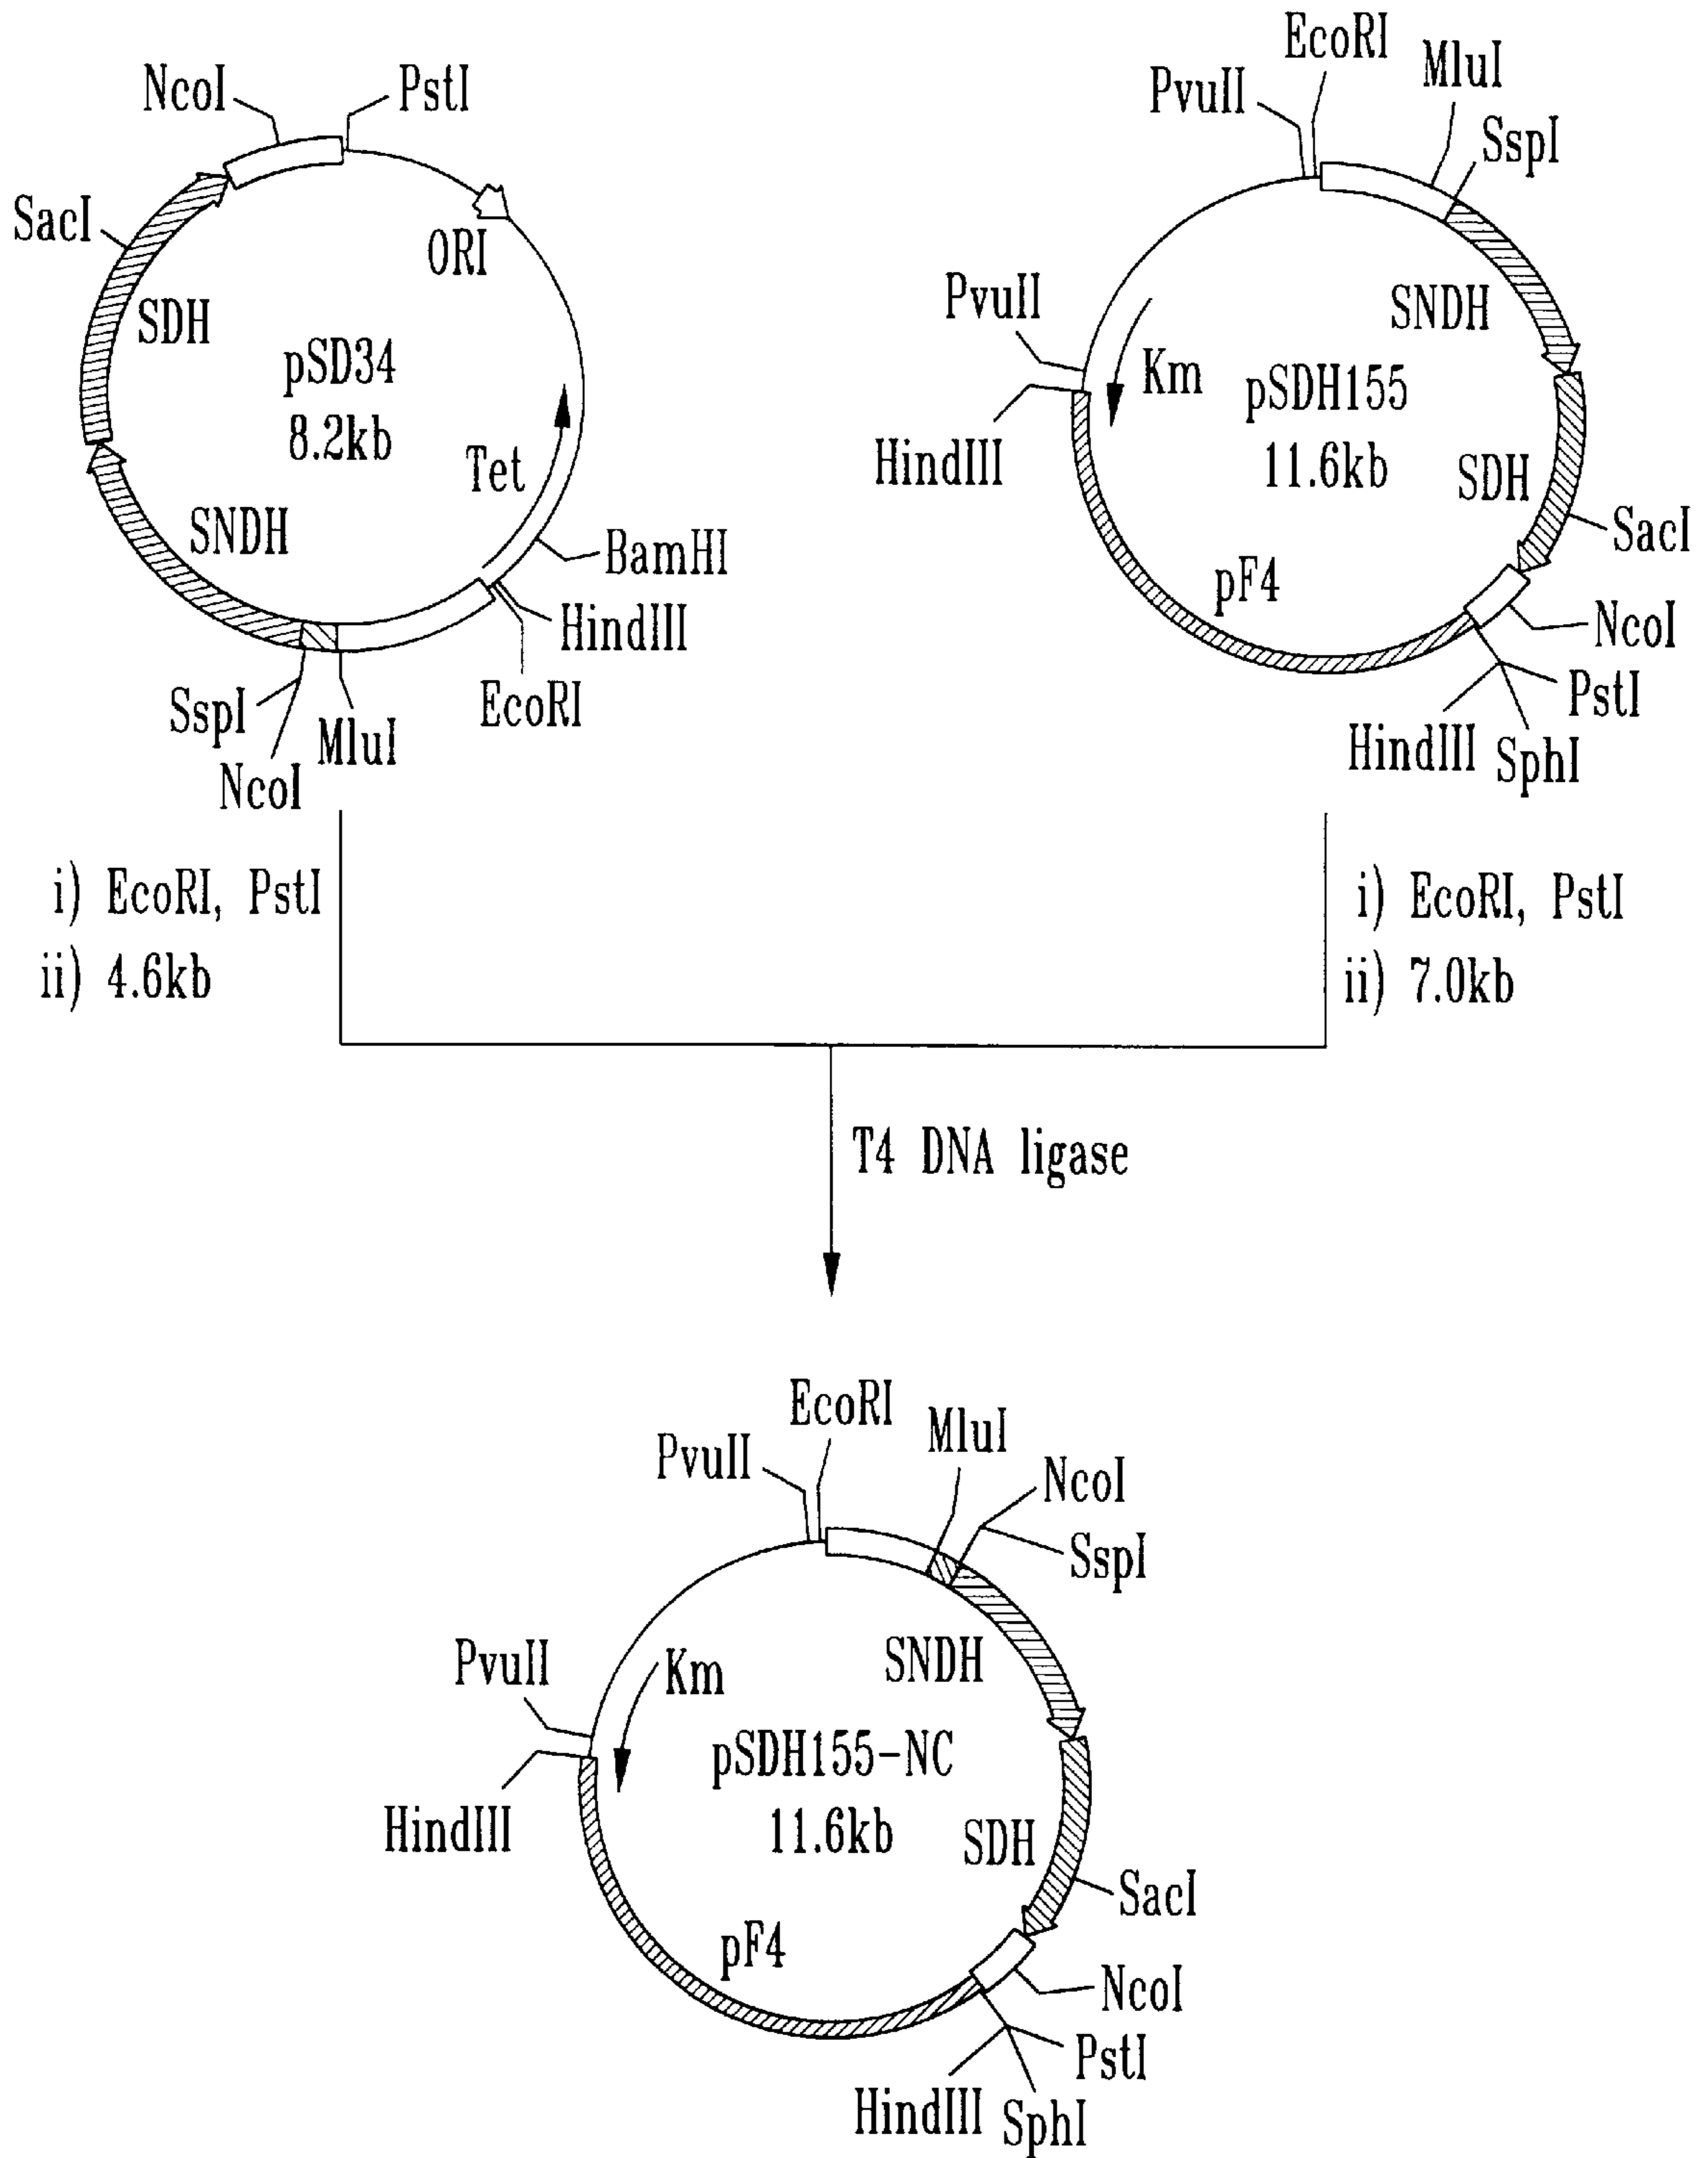 NcoI
PstI
SacI
ORI
SDH
pSD34
8.2kb
Tet
SNDH
BamHI
HindIII
EcoRI
SspI
MluI
NcoI
EcoRI
MluI
PvuII
SspI
PvuII
SNDH
Km
pSDH155
11.6kb
HindIII
SDH
SacI
pF4
NcoI
PstI
HindIII
SphI
i) EcoRI, PstI
ii) 4.6kb
i) EcoRI, PstI
ii) 7.0kb
T4 DNA ligase
EcoRI
MluI
PvuII
NcoI
SspI
PvuII
SNDH
Km
pSDH155-NC
11.6kb
HindIII
SDH
SacI
pF4
NcoI
PstI
HindIII
SphI